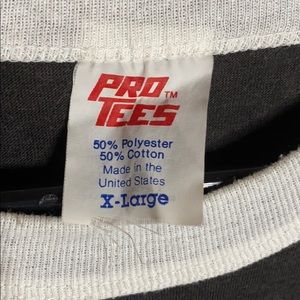 PRO TM
TEES
50% Polyester
50% Cotton
Made in the
United States
X-Large